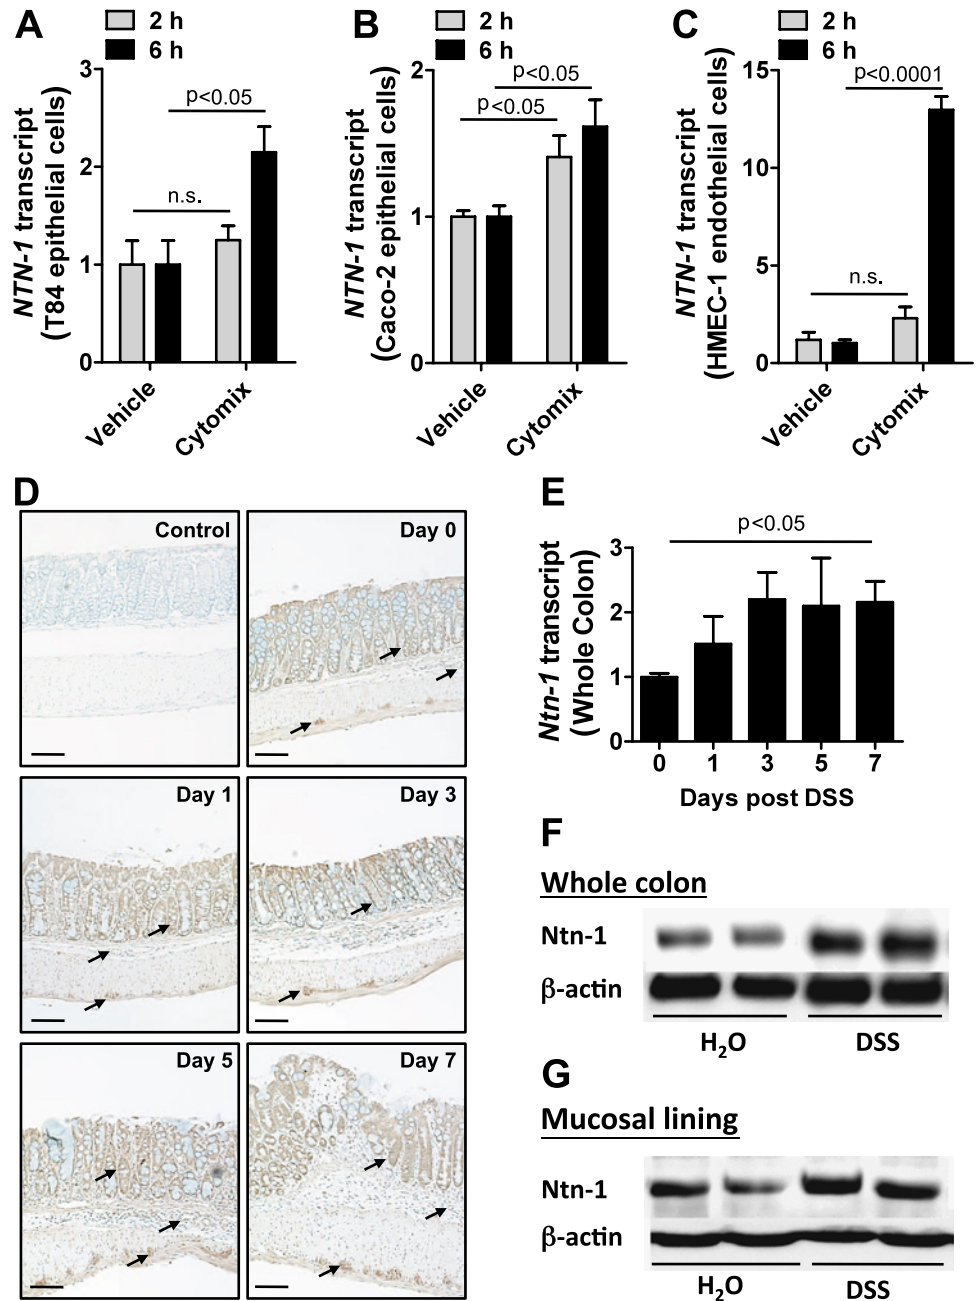 A
2 h
6 h
NTN-1 transcript
(T84 epithelial cells)
3
2
1
0
p<0.05
n.s.
Vehicle
Cytomix
B
2 h
6 h
NTN-1 transcript
(Caco-2 epithelial cells)
2
1
0
p<0.05
p<0.05
Vehicle
Cytomix
C
2 h
6 h
NTN-1 transcript
(HMEC-1 endothelial cells)
15
10
5
0
p<0.0001
n.s.
Vehicle
Cytomix
D
Control
Day 0
Day 1
Day 3
Day 5
Day 7
E
Ntn-1 transcript
(Whole Colon)
3
2
1
0
p<0.05
0 1 3 5 7
Days post DSS
F
Whole colon
Ntn-1
β-actin
H₂O DSS
G
Mucosal lining
Ntn-1
β-actin
H₂O DSS